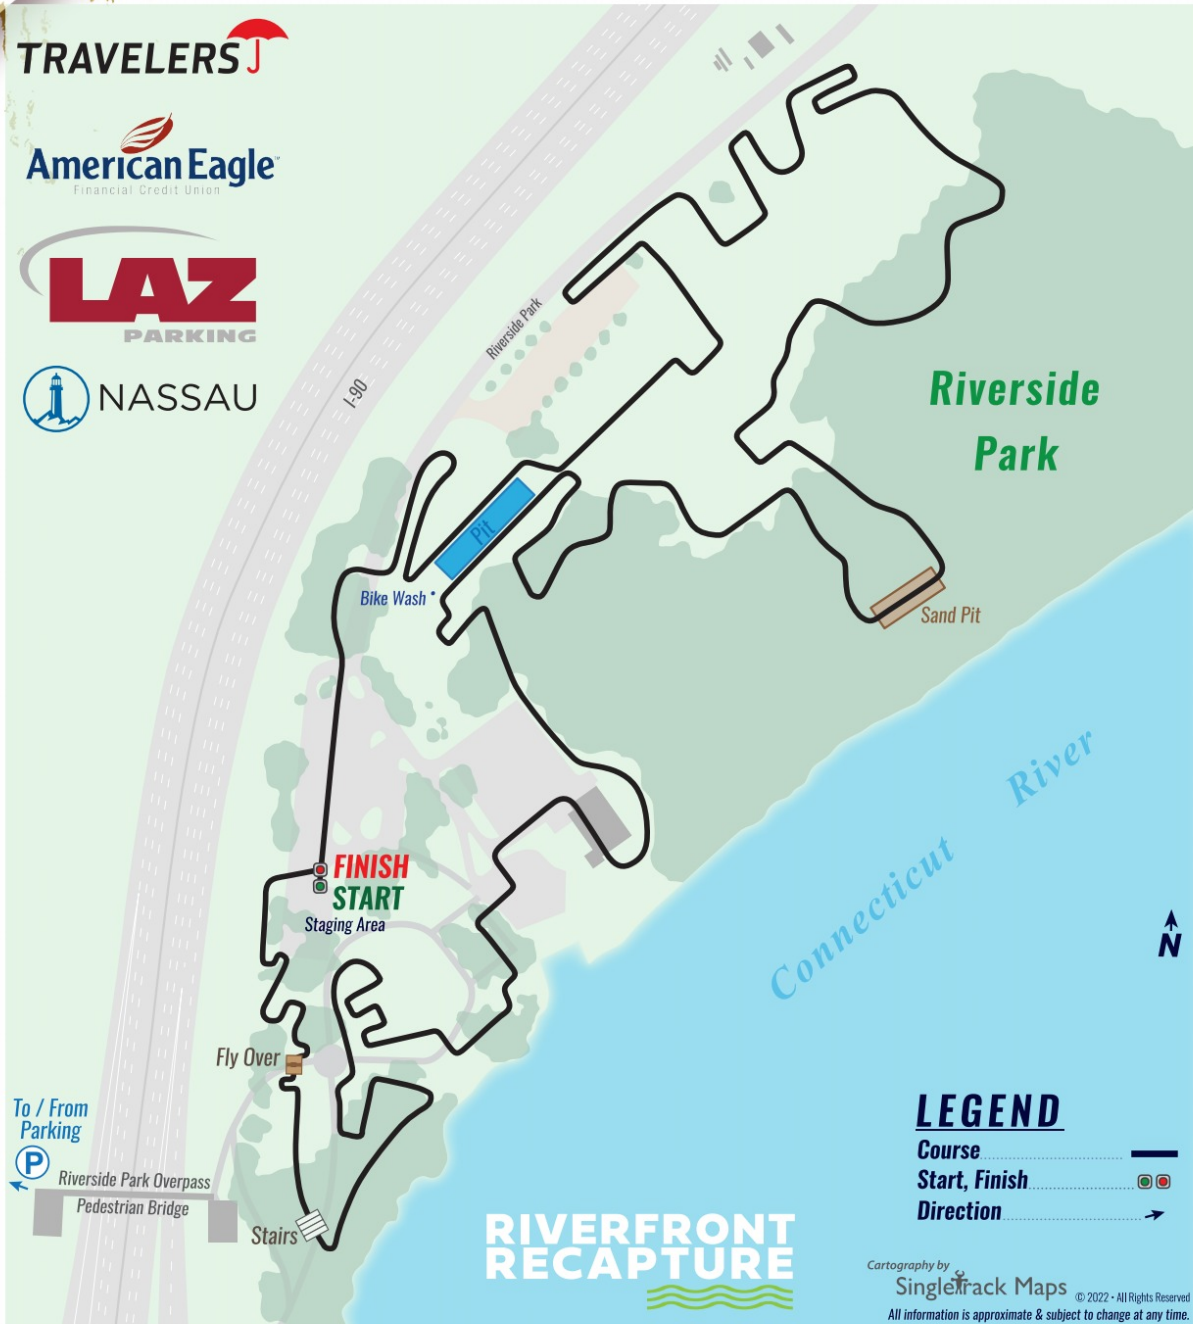 TRAVELERS
American Eagle
Financial Credit Union
LAZ
PARKING
NASSAU
I-90
Riverside Park
Riverside
Park
Pit
Bike Wash
Sand Pit
Connecticut River
FINISH
START
Staging Area
N
Fly Over
To / From
Parking
P
Riverside Park Overpass
Pedestrian Bridge
Stairs
RIVERFRONT
RECAPTURE
LEGEND
Course
Start, Finish
Direction
Cartography by
SingleTrack Maps © 2022 • All Rights Reserved
All information is approximate & subject to change at any time.